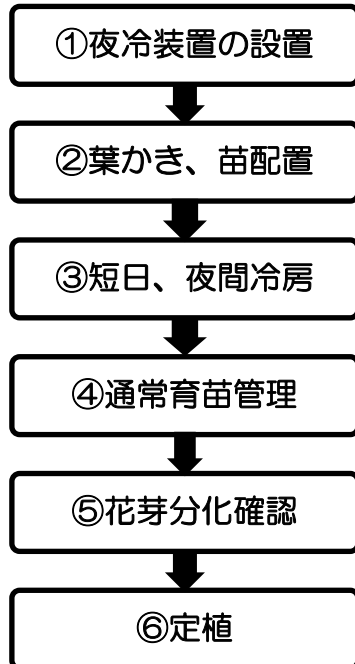 ①夜冷装置の設置
②葉かき、苗配置
③短日、夜間冷房
④通常育苗管理
⑤花芽分化確認
⑥定植